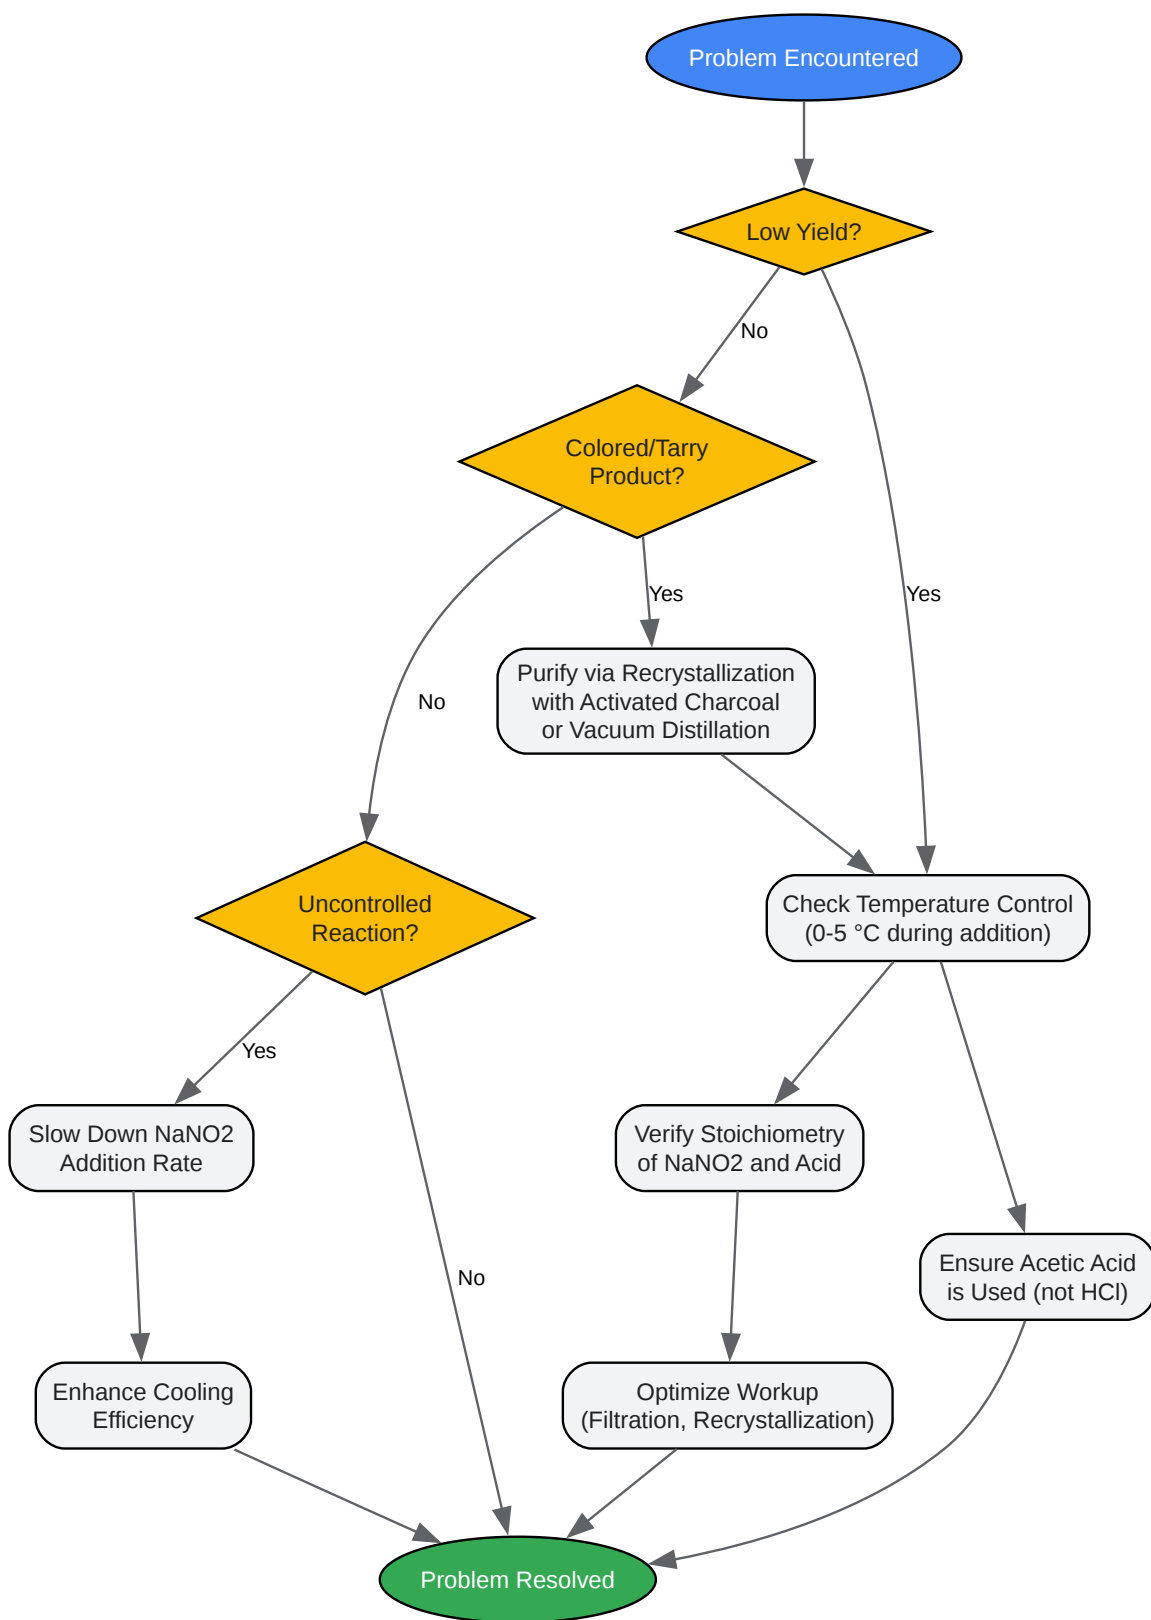 Problem Encountered
Low Yield?
No
Colored/Tarry
Product?
Yes
Yes
No
Purify via Recrystallization
with Activated Charcoal
or Vacuum Distillation
Uncontrolled
Reaction?
Check Temperature Control
(0-5 °C during addition)
Yes
Slow Down NaNO2
Addition Rate
Verify Stoichiometry
of NaNO2 and Acid
No
Ensure Acetic Acid
is Used (not HCl)
Enhance Cooling
Efficiency
Optimize Workup
(Filtration, Recrystallization)
Problem Resolved